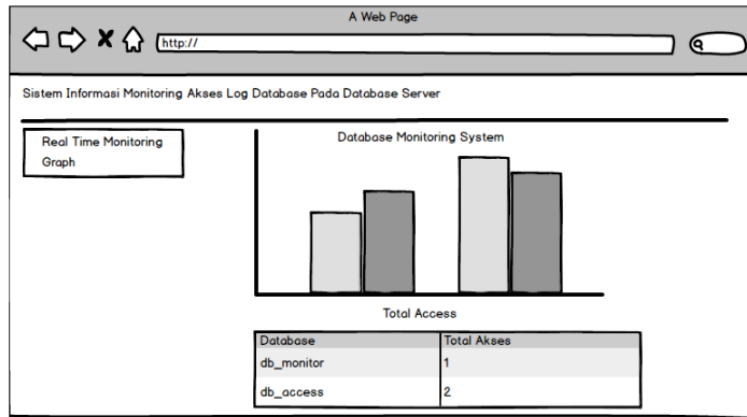 A Web Page
http://
Sistem Informasi Monitoring Akses Log Database Pada Database Server
Real Time Monitoring
Graph
Database Monitoring System
Total Access
Database Total Akses
db_monitor 1
db_access 2